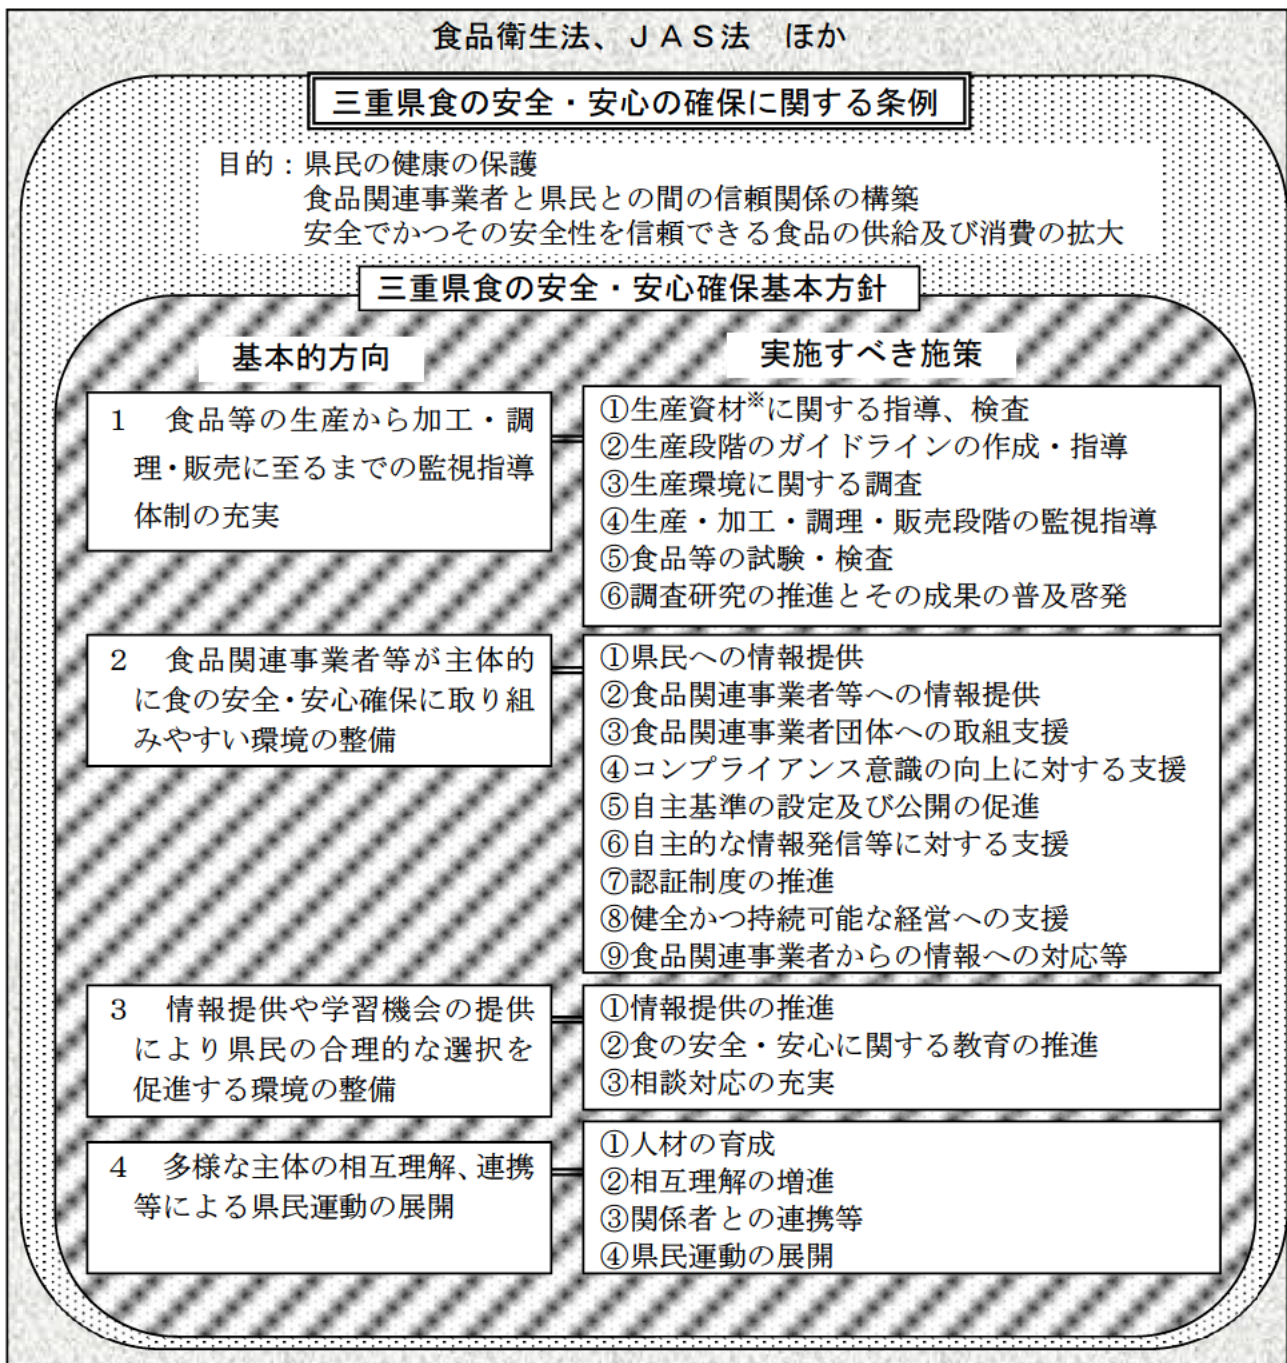 食品衛生法、ＪＡＳ法　ほか
三重県食の安全・安心の確保に関する条例
目的：県民の健康の保護
食品関連事業者と県民との間の信頼関係の構築
安全でかつその安全性を信頼できる食品の供給及び消費の拡大
三重県食の安全・安心確保基本方針
基本的方向
実施すべき施策
１　食品等の生産から加工・調
理・販売に至るまでの監視指導
体制の充実
①生産資材※に関する指導、検査
②生産段階のガイドラインの作成・指導
③生産環境に関する調査
④生産・加工・調理・販売段階の監視指導
⑤食品等の試験・検査
⑥調査研究の推進とその成果の普及啓発
２　食品関連事業者等が主体的
に食の安全・安心確保に取り組
みやすい環境の整備
①県民への情報提供
②食品関連事業者等への情報提供
③食品関連事業者団体への取組支援
④コンプライアンス意識の向上に対する支援
⑤自主基準の設定及び公開の促進
⑥自主的な情報発信等に対する支援
⑦認証制度の推進
⑧健全かつ持続可能な経営への支援
⑨食品関連事業者からの情報への対応等
３　情報提供や学習機会の提供
により県民の合理的な選択を
促進する環境の整備
①情報提供の推進
②食の安全・安心に関する教育の推進
③相談対応の充実
４　多様な主体の相互理解、連携
等による県民運動の展開
①人材の育成
②相互理解の増進
③関係者との連携等
④県民運動の展開